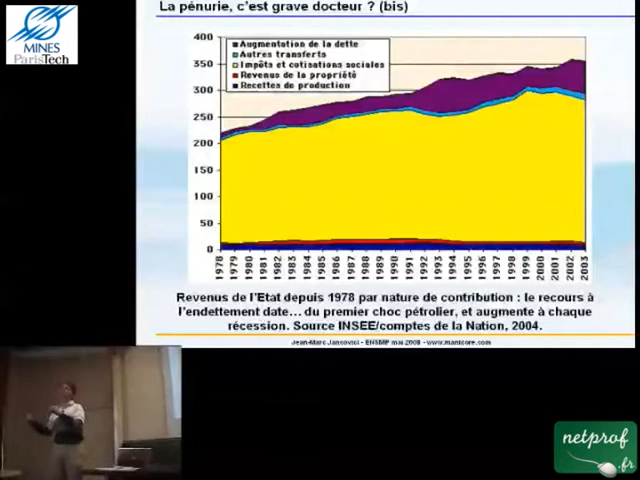 La pénurie, c'est grave docteur ? (bis)
MINES
ParisTech
400
350
300
250
200
150
100
50
0
Augmentation de la dette
Autres transferts
Impôts et cotisations sociales
Revenus de la propriété
Recettes de production
1978 1979 1980 1981 1982 1983 1984 1985 1986 1987 1988 1989 1990 1991 1992 1993 1994 1995 1996 1997 1998 1999 2000 2001 2002 2003
Revenus de l'Etat depuis 1978 par nature de contribution : le recours à
l'endettement date... du premier choc pétrolier, et augmente à chaque
récession. Source INSEE/comptes de la Nation, 2004.
Jean-Marc Jancovici - ENSMP mai 2008 - www.manicore.com
netprof
.fr